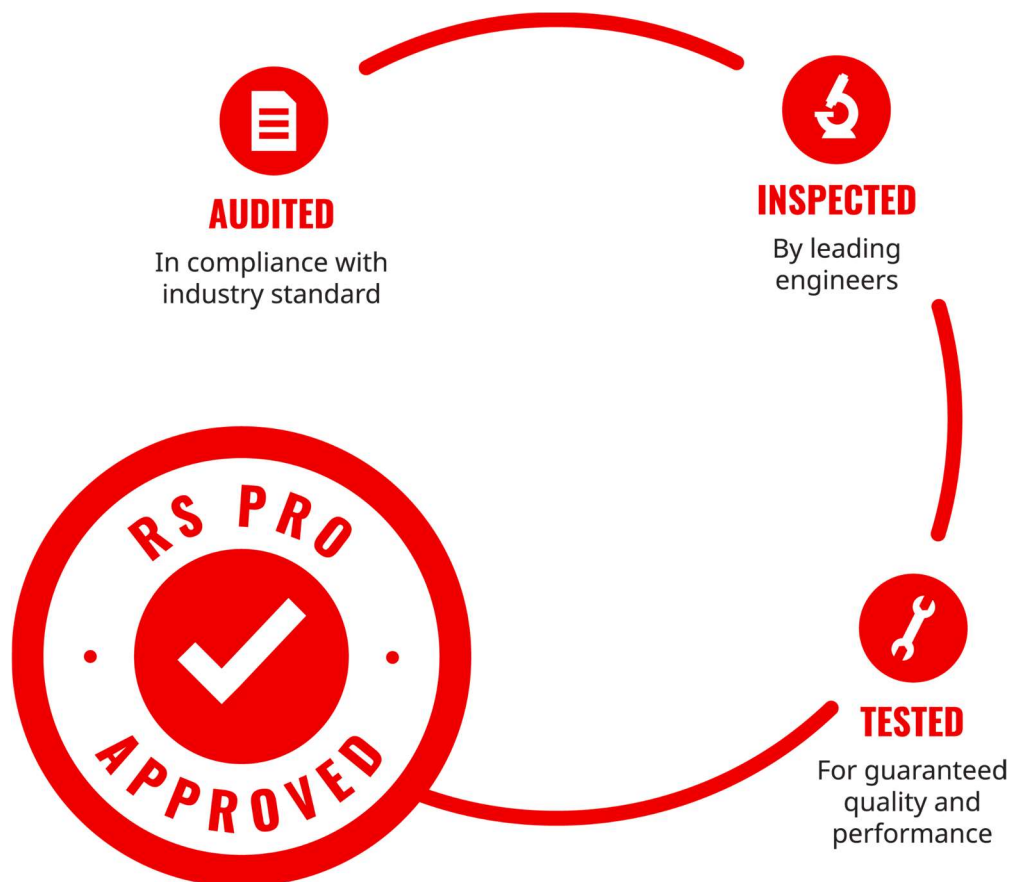 AUDITED
In compliance with
industry standard
INSPECTED
By leading
engineers
TESTED
For guaranteed
quality and
performance
RS PRO
APPROVED